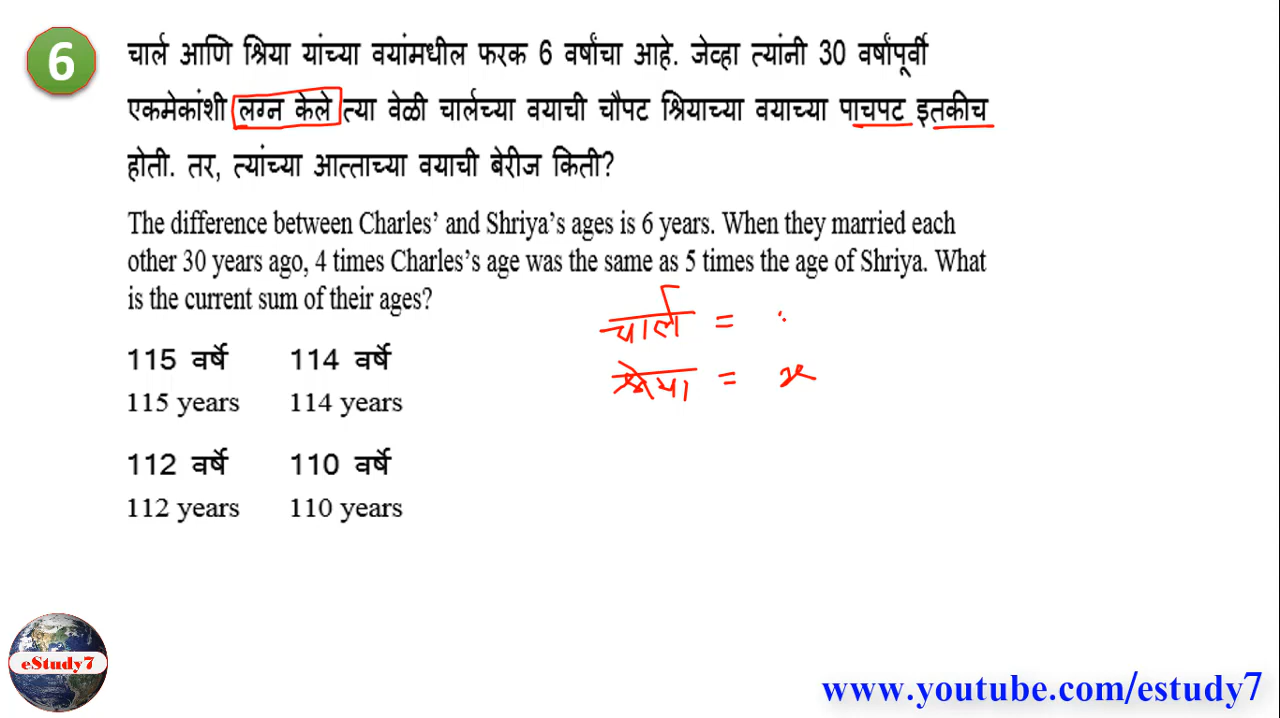 6
चार्ल आणि श्रिया यांच्या वयांमधील फरक 6 वर्षांचा आहे. जेव्हा त्यांनी 30 वर्षांपूर्वी
एकमेकांशी लग्न केले त्या वेळी चार्लच्या वयाची चौपट श्रियाच्या वयाच्या पाचपट इतकीच
होती. तर, त्यांच्या आत्ताच्या वयाची बेरीज किती?
The difference between Charles’ and Shriya’s ages is 6 years. When they married each
other 30 years ago, 4 times Charles’s age was the same as 5 times the age of Shriya. What
is the current sum of their ages?
चार्ल =
श्रेया = x
115 वर्षे 114 वर्षे
115 years 114 years
112 वर्षे 110 वर्षे
112 years 110 years
eStudy7
www.youtube.com/estudy7